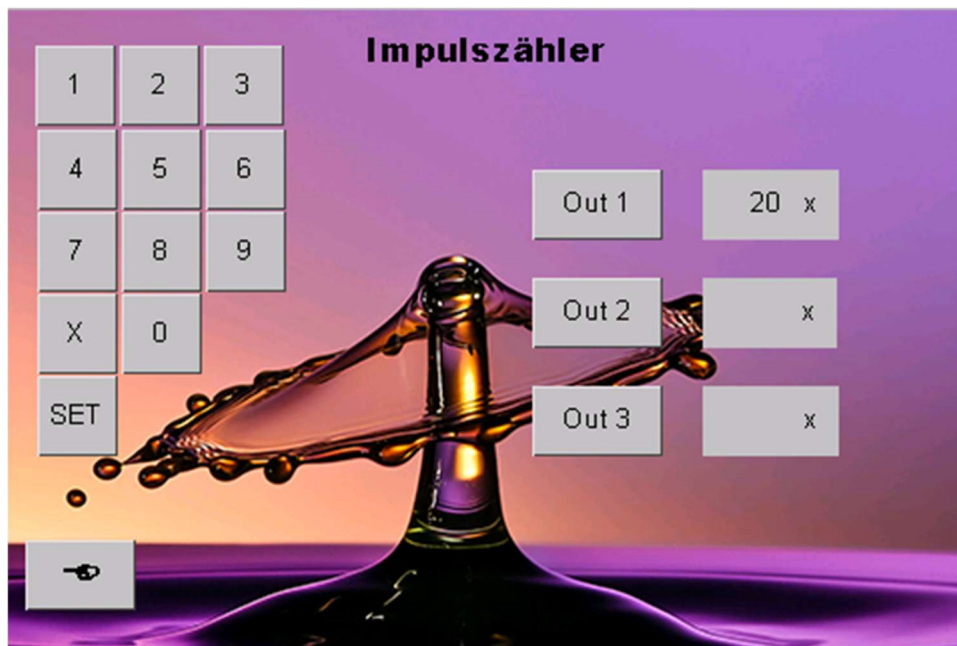 Impulszähler
1 2 3
4 5 6
7 8 9
X 0
SET
Out 1 20 x
Out 2 x
Out 3 x